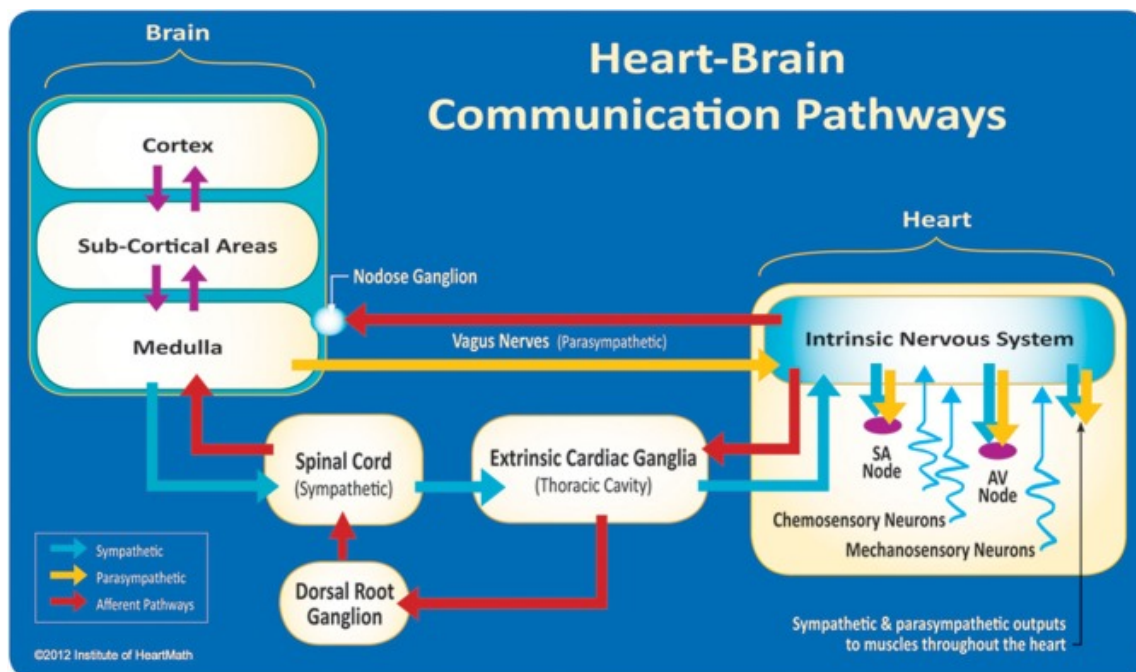 Brain
Heart-Brain
Communication Pathways
Cortex
Sub-Cortical Areas
Medulla
Nodose Ganglion
Vagus Nerves (Parasympathetic)
Heart
Intrinsic Nervous System
SA
Node
AV
Node
Chemosensory Neurons
Mechanosensory Neurons
Spinal Cord
(Sympathetic)
Extrinsic Cardiac Ganglia
(Thoracic Cavity)
Dorsal Root
Ganglion
Sympathetic
Parasympathetic
Afferent Pathways
Sympathetic & parasympathetic outputs
to muscles throughout the heart
©2012 Institute of HeartMath